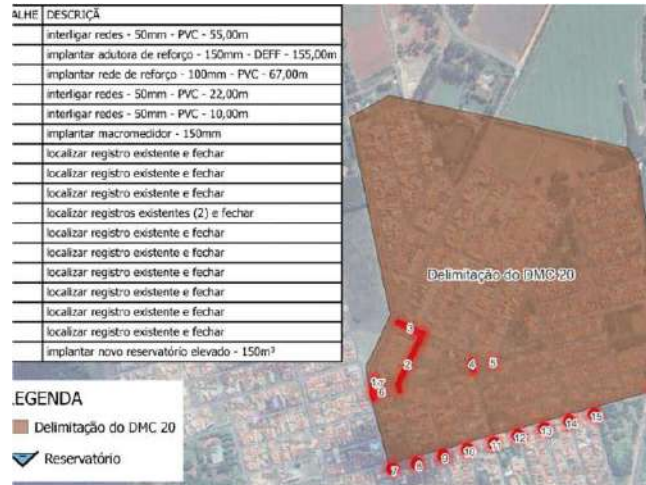 ALHE DESCRIÇÃ
interligar redes - 50mm - PVC - 55,00m
implantar adutora de reforço - 150mm - DEFF - 155,00m
implantar rede de reforço - 100mm - PVC - 67,00m
interligar redes - 50mm - PVC - 22,00m
interligar redes - 50mm - PVC - 10,00m
implantar macromedidor - 150mm
localizar registro existente e fechar
localizar registro existente e fechar
localizar registro existente e fechar
localizar registros existentes (2) e fechar
localizar registro existente e fechar
localizar registro existente e fechar
localizar registro existente e fechar
localizar registro existente e fechar
localizar registro existente e fechar
implantar novo reservatório elevado - 150m³
Delimitação do DMC 20
3
2
4 5
6
7 8 9 10 11 12 13 14 15
LEGENDA
Delimitação do DMC 20
Reservatório